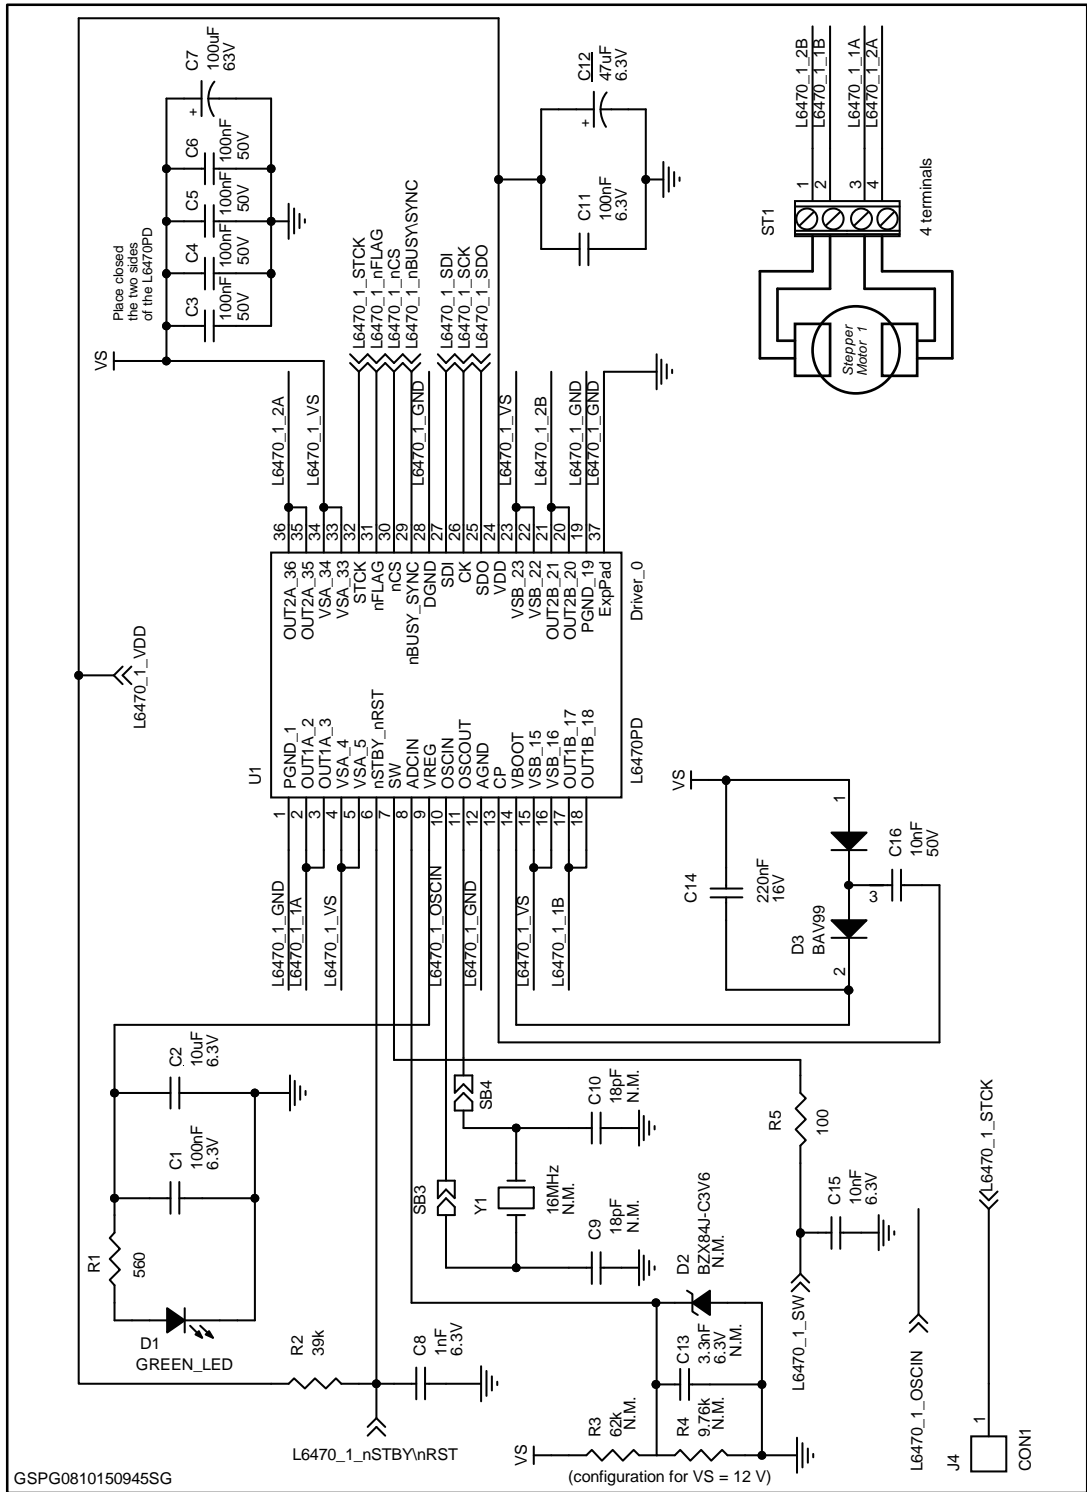 Place closed
the two sides
of the L6470PD
VS
C3
100nF
50V
C4
100nF
50V
C5
100nF
50V
C6
100nF
50V
C7
100uF
63V
+
L6470_1_STCK
L6470_1_nFLAG
L6470_1_nCS
L6470_1_nBUSY\SYNC
L6470_1_SDI
L6470_1_SCK
L6470_1_SDO
C11
100nF
6.3V
C12
47uF
6.3V
+
L6470_1_2B
L6470_1_1B
L6470_1_1A
L6470_1_2A
1
2
3
4
ST1
4 terminals
Stepper
Motor 1
L6470_1_2A
L6470_1_VS
L6470_1_GND
L6470_1_VS
L6470_1_2B
L6470_1_GND
L6470_1_GND
36
35
34
33
32
31
30
29
28
27
26
25
24
23
22
21
20
19
37
OUT2A_36
OUT2A_35
VSA_34
VSA_33
STCK
nFLAG
nCS
nBUSY_SYNC
DGND
SDI
CK
SDO
VDD
VSB_23
VSB_22
OUT2B_21
OUT2B_20
PGND_19
ExpPad
Driver_0
L6470_1_VDD
U1
PGND_1
OUT1A_2
OUT1A_3
VSA_4
VSA_5
nSTBY_nRST
SW
ADCIN
VREG
OSCIN
OSCOUT
AGND
CP
VBOOT
VSB_15
VSB_16
OUT1B_17
OUT1B_18
L6470PD
1
2
3
4
5
6
7
8
9
10
11
12
13
14
15
16
17
18
L6470_1_GND
L6470_1_1A
L6470_1_VS
L6470_1_OSCIN
L6470_1_GND
L6470_1_VS
L6470_1_1B
VS
C14
220nF
16V
D3
BAV99
1
2
3
C16
10nF
50V
R1
560
D1
GREEN_LED
C1
100nF
6.3V
C2
10uF
6.3V
R2
39k
C8
1nF
6.3V
L6470_1_nSTBY\nRST
SB3
SB4
Y1
16MHz
N.M.
C9
18pF
N.M.
C10
18pF
N.M.
VS
R3
62k
N.M.
R4
9.76k
N.M.
C13
3.3nF
6.3V
N.M.
D2
BZX84J-C3V6
N.M.
(configuration for VS = 12 V)
R5
100
C15
10nF
6.3V
L6470_1_SW
L6470_1_OSCIN
L6470_1_STCK
J4
1
CON1
GSPG0810150945SG